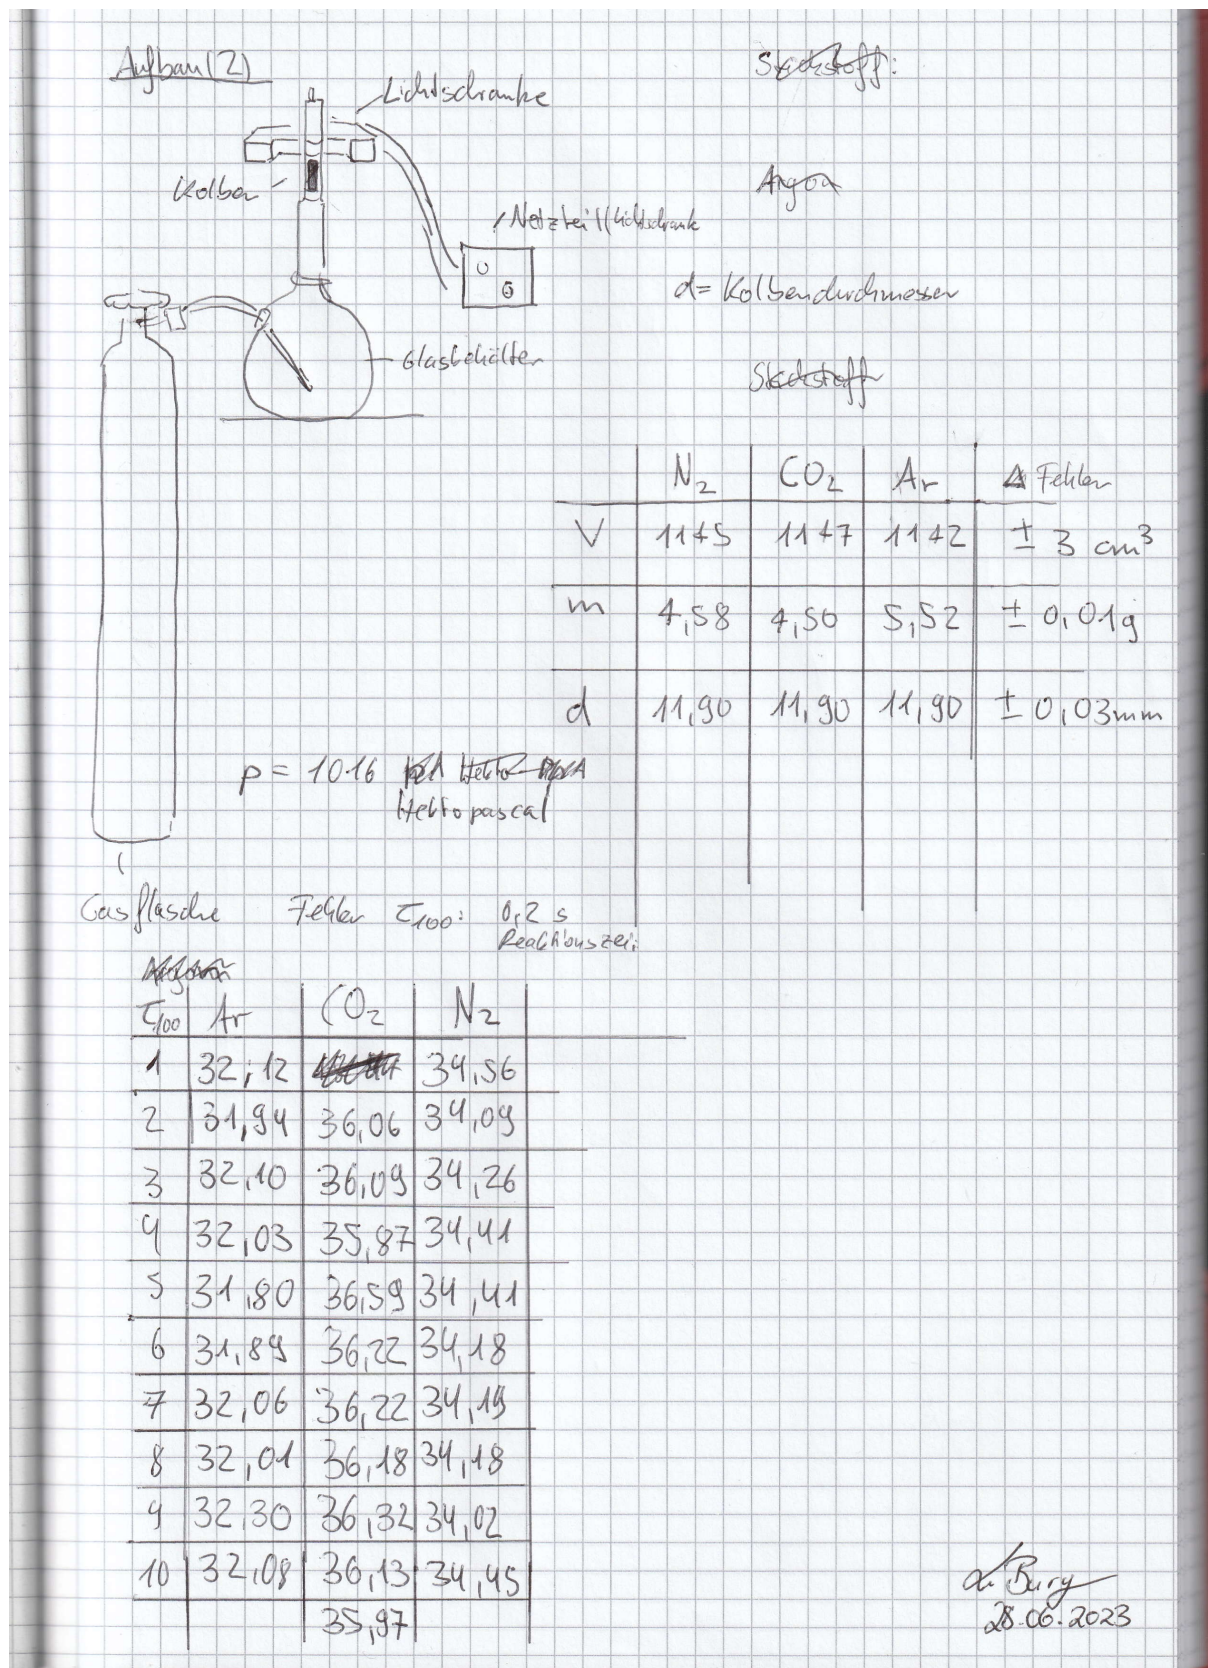 Aufbau (2)
Stickstoff:
Lichtschranke
Kolben
Argon
Netzteil Lichtschrank
d = Kolbendurchmesser
Glasbehälter
Stickstoff
N₂ CO₂ Ar Δ Fehler
V 1145 1147 1142 ± 3 cm³
m 4,58 4,56 5,52 ± 0,01g
d 11,90 11,90 11,90 ± 0,03mm
p = 1016
Hektopascal
Gasflasche Fehler τ₁₀₀: 0,2 s
Reaktionszeit
Argon
τ₁₀₀ Ar CO₂ N₂
1 32,12 34,56
2 31,94 36,06 34,09
3 32,10 36,09 34,26
4 32,03 35,87 34,41
5 31,80 36,59 34,41
6 31,89 36,22 34,18
7 32,06 36,22 34,19
8 32,01 36,18 34,18
9 32,30 36,32 34,02
10 32,08 36,13 34,45
35,97
Bury
28.06.2023